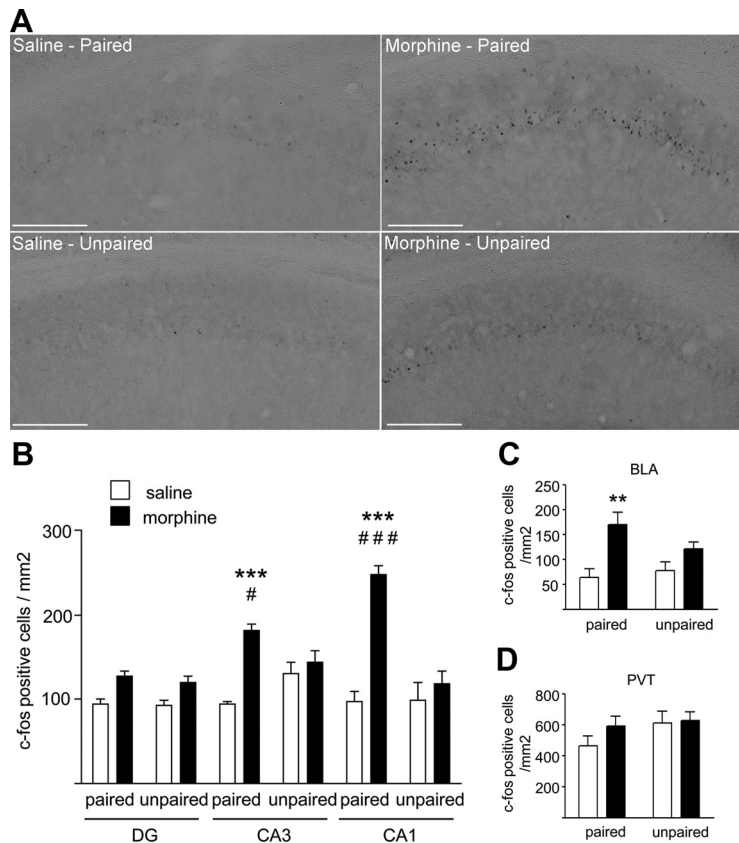 A
Saline - Paired
Morphine - Paired
Saline - Unpaired
Morphine - Unpaired
B
saline
morphine
c-fos positive cells / mm2
300
200
100
***
#
***
###
paired unpaired paired unpaired paired unpaired
DG CA3 CA1
C
BLA
c-fos positive cells
/mm2
250
200
150
100
50
**
paired unpaired
D
PVT
c-fos positive cells
/mm2
800
600
400
200
paired unpaired